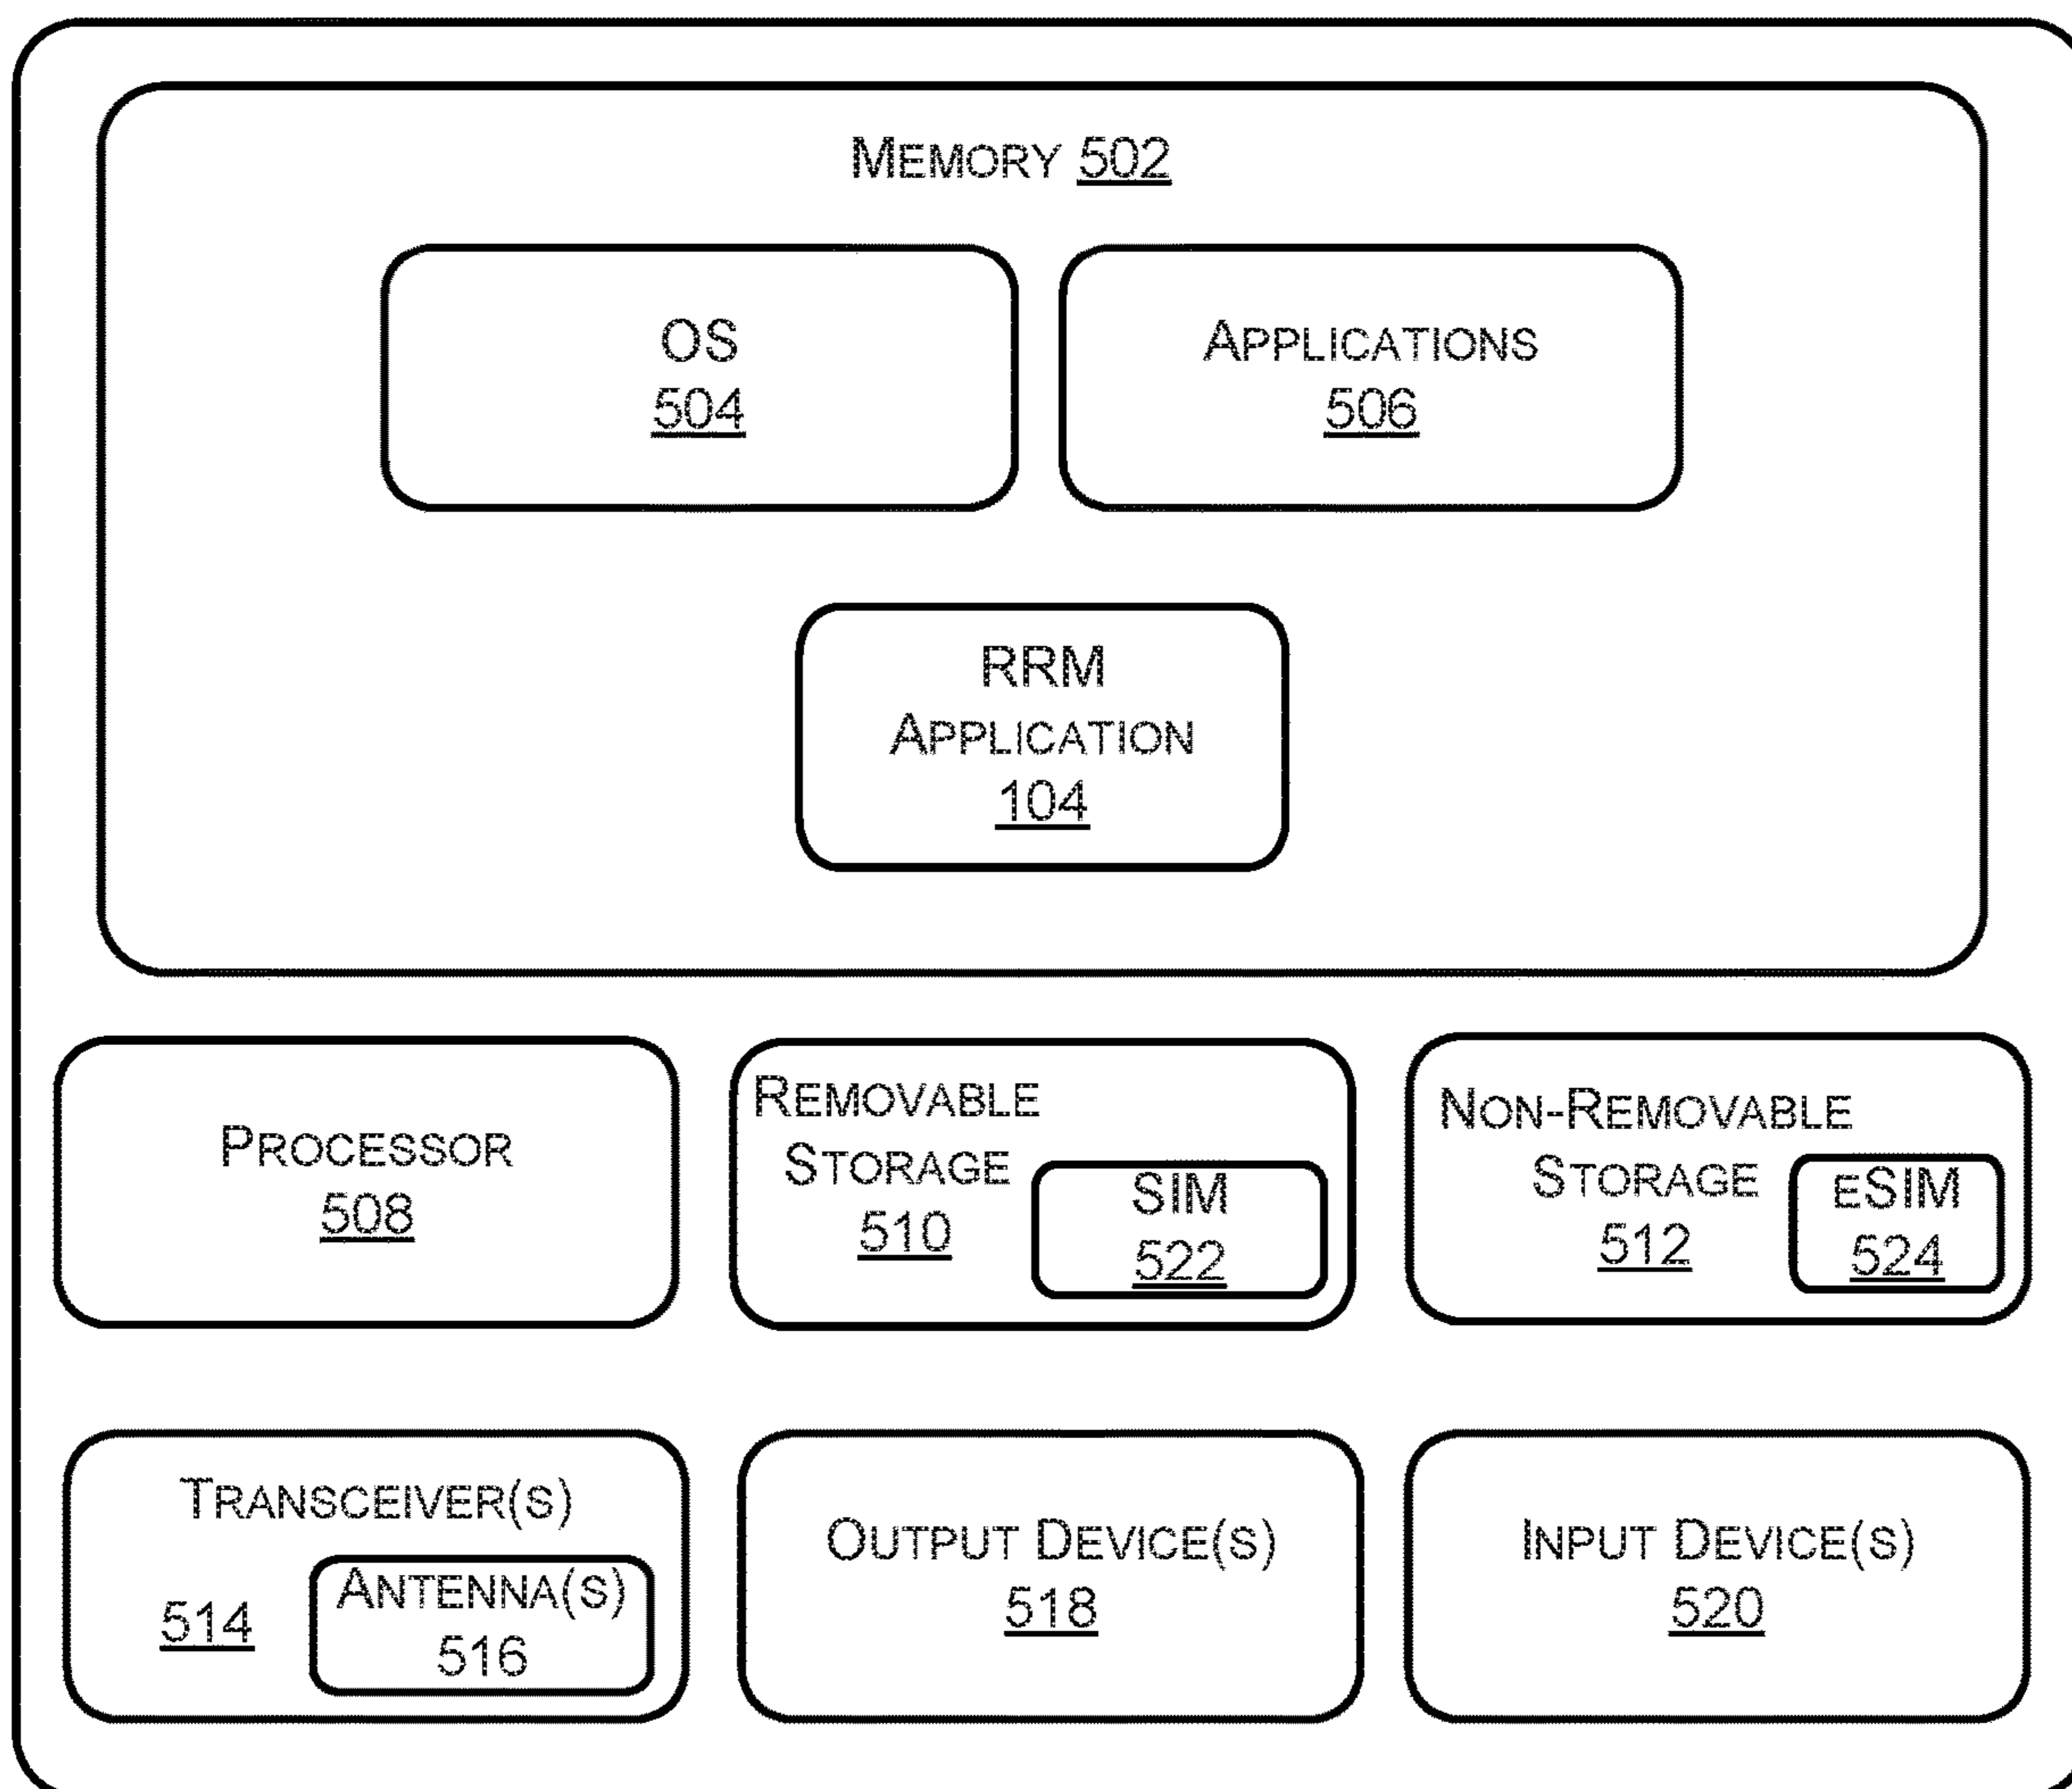 MEMORY 502
OS
504
APPLICATIONS
506
RRM
APPLICATION
104
PROCESSOR
508
REMOVABLE
STORAGE
510
SIM
522
NON-REMOVABLE
STORAGE
512
ESIM
524
TRANSCEIVER(S)
514
ANTENNA(S)
516
OUTPUT DEVICE(S)
518
INPUT DEVICE(S)
520